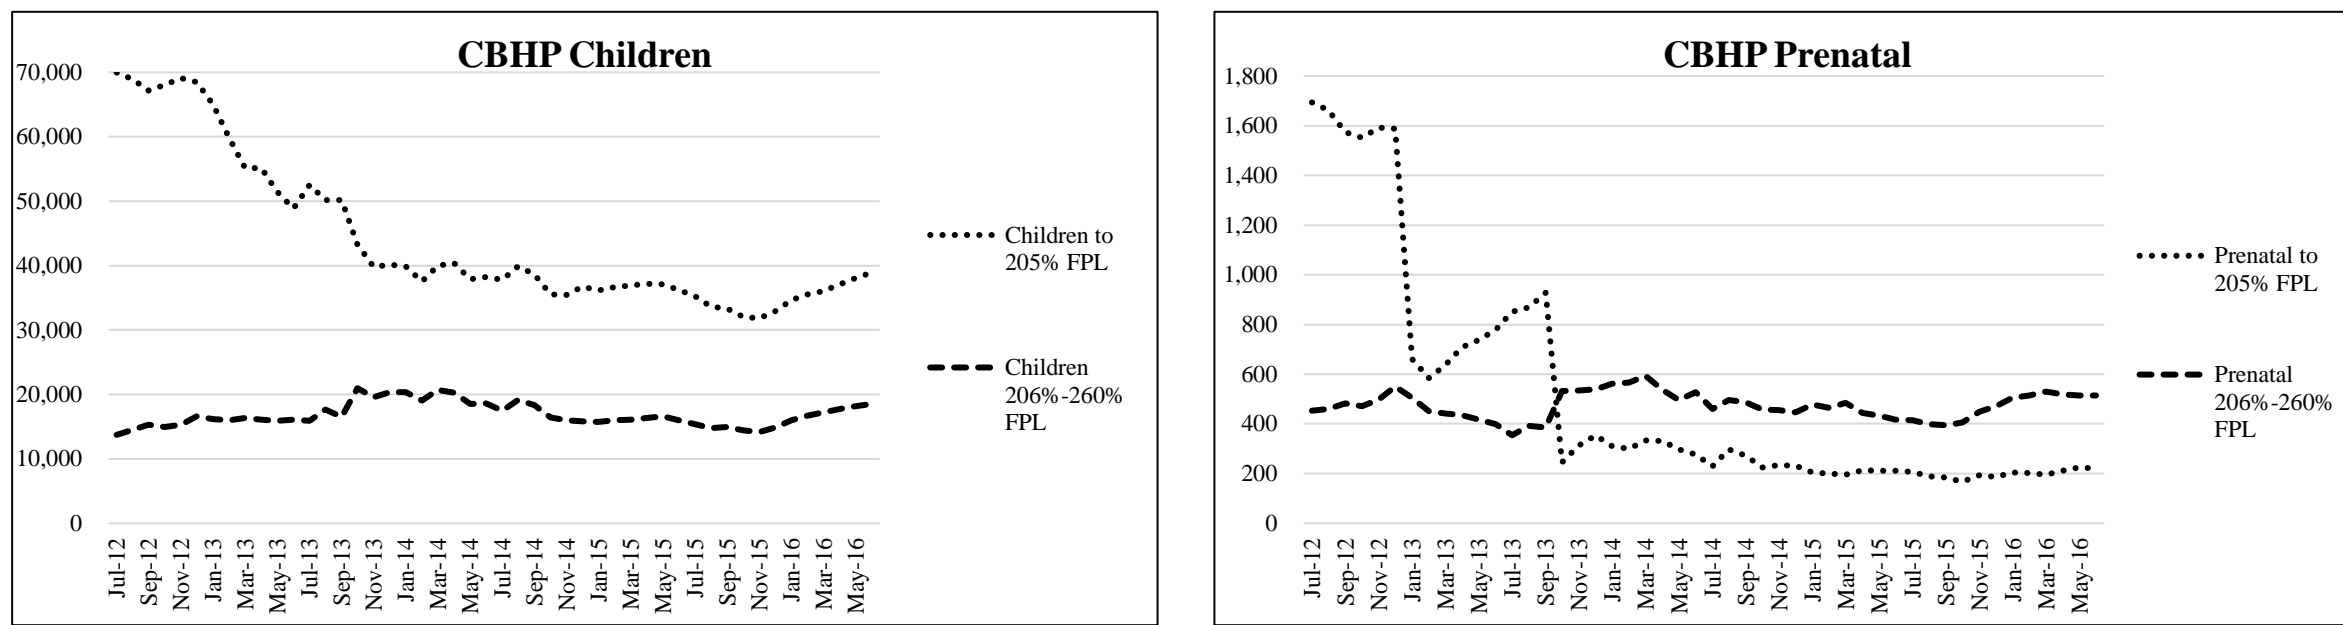 CBHP Children
70,000
60,000
50,000
40,000
30,000
20,000
10,000
0
Jul-12
Sep-12
Nov-12
Jan-13
Mar-13
May-13
Jul-13
Sep-13
Nov-13
Jan-14
Mar-14
May-14
Jul-14
Sep-14
Nov-14
Jan-15
Mar-15
May-15
Jul-15
Sep-15
Nov-15
Jan-16
Mar-16
May-16
Children to
205% FPL
Children
206%-260%
FPL
CBHP Prenatal
1,800
1,600
1,400
1,200
1,000
800
600
400
200
0
Jul-12
Sep-12
Nov-12
Jan-13
Mar-13
May-13
Jul-13
Sep-13
Nov-13
Jan-14
Mar-14
May-14
Jul-14
Sep-14
Nov-14
Jan-15
Mar-15
May-15
Jul-15
Sep-15
Nov-15
Jan-16
Mar-16
May-16
Prenatal to
205% FPL
Prenatal
206%-260%
FPL